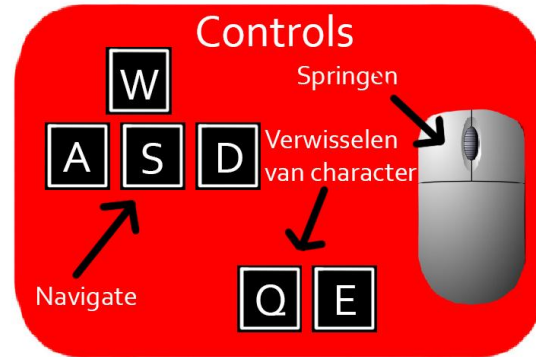 Controls
W
Springen
A S D
Verwisselen
van character
Navigate
Q E